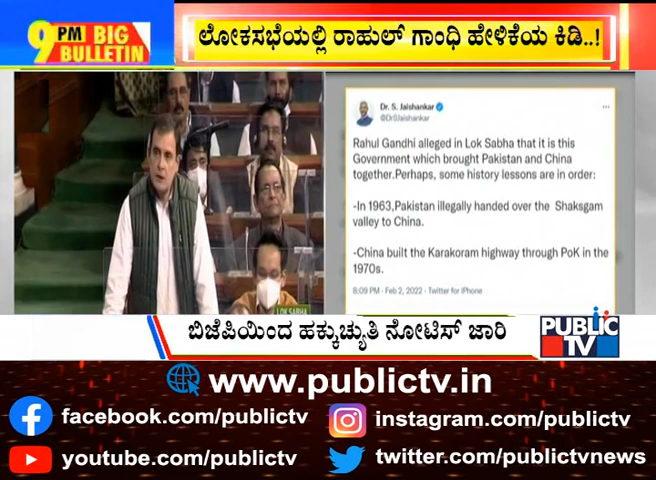 9 PM BIG
BULLETIN
ಲೋಕಸಭೆಯಲ್ಲಿ ರಾಹುಲ್ ಗಾಂಧಿ ಹೇಳಿಕೆಯ ಕಿಡಿ..!
Dr. S. Jaishankar
@DrSJaishankar
Rahul Gandhi alleged in Lok Sabha that it is this
Government which brought Pakistan and China
together.Perhaps, some history lessons are in order:
-In 1963,Pakistan illegally handed over the Shaksgam
valley to China.
-China built the Karakoram highway through PoK in the
1970s.
8:09 PM - Feb 2, 2022 - Twitter for iPhone
LOK SABHA
ಬಿಜೆಪಿಯಿಂದ ಹಕ್ಕುಚ್ಯುತಿ ನೋಟಿಸ್ ಜಾರಿ
PUBLIC
TV
www.publictv.in
facebook.com/publictv
instagram.com/publictv
youtube.com/publictv
twitter.com/publictvnews